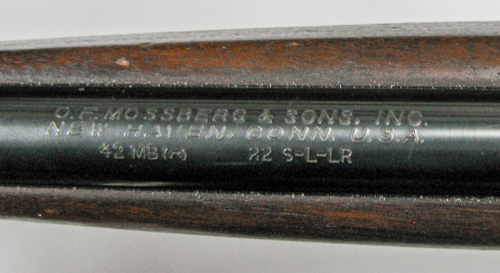 O.F. MOSSBERG & SONS, INC.
NEW HAVEN, CONN. U.S.A.
42 MB(a) 22 S-L-LR